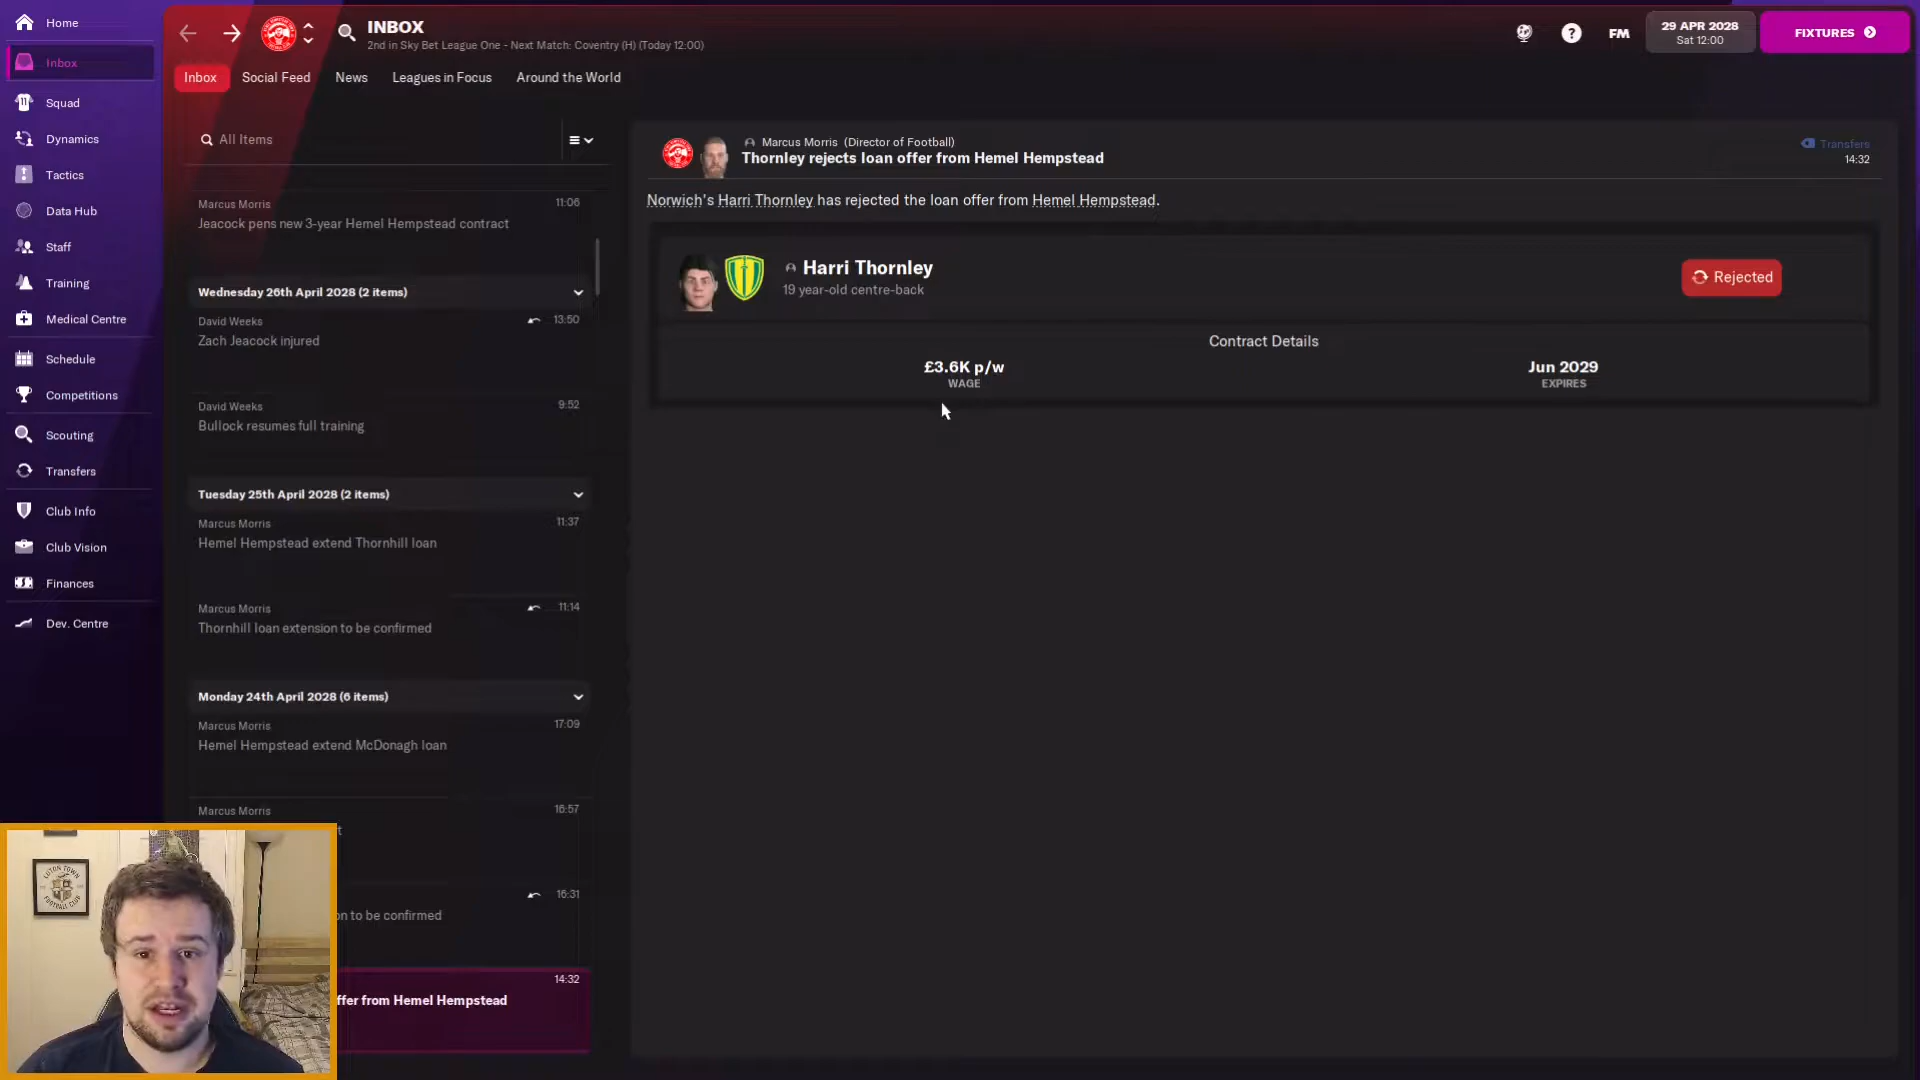 Home
Inbox
Squad
Dynamics
Tactics
Data Hub
Staff
Training
Medical Centre
Schedule
Competitions
Scouting
Transfers
Club Info
Club Vision
Finances
Dev. Centre
INBOX
2nd in Sky Bet League One - Next Match: Coventry (H) (Today 12:00)
FM
29 APR 2028
Sat 12:00
FIXTURES
Inbox Social Feed News Leagues in Focus Around the World
All Items
Marcus Morris 11:06
Jeacock pens new 3-year Hemel Hempstead contract
Wednesday 26th April 2028 (2 items)
David Weeks 13:50
Zach Jeacock injured
David Weeks 9:52
Bullock resumes full training
Tuesday 25th April 2028 (2 items)
Marcus Morris 11:37
Hemel Hempstead extend Thornhill loan
Marcus Morris 11:14
Thornhill loan extension to be confirmed
Monday 24th April 2028 (6 items)
Marcus Morris 17:09
Hemel Hempstead extend McDonagh loan
Marcus Morris 16:57
16:31
on to be confirmed
14:32
ffer from Hemel Hempstead
Marcus Morris (Director of Football)
Thornley rejects loan offer from Hemel Hempstead
Transfers
14:32
Norwich's Harri Thornley has rejected the loan offer from Hemel Hempstead.
Harri Thornley
19 year-old centre-back
Rejected
Contract Details
£3.6K p/w
WAGE
Jun 2029
EXPIRES
LUTON TOWN
FOOTBALL CLUB